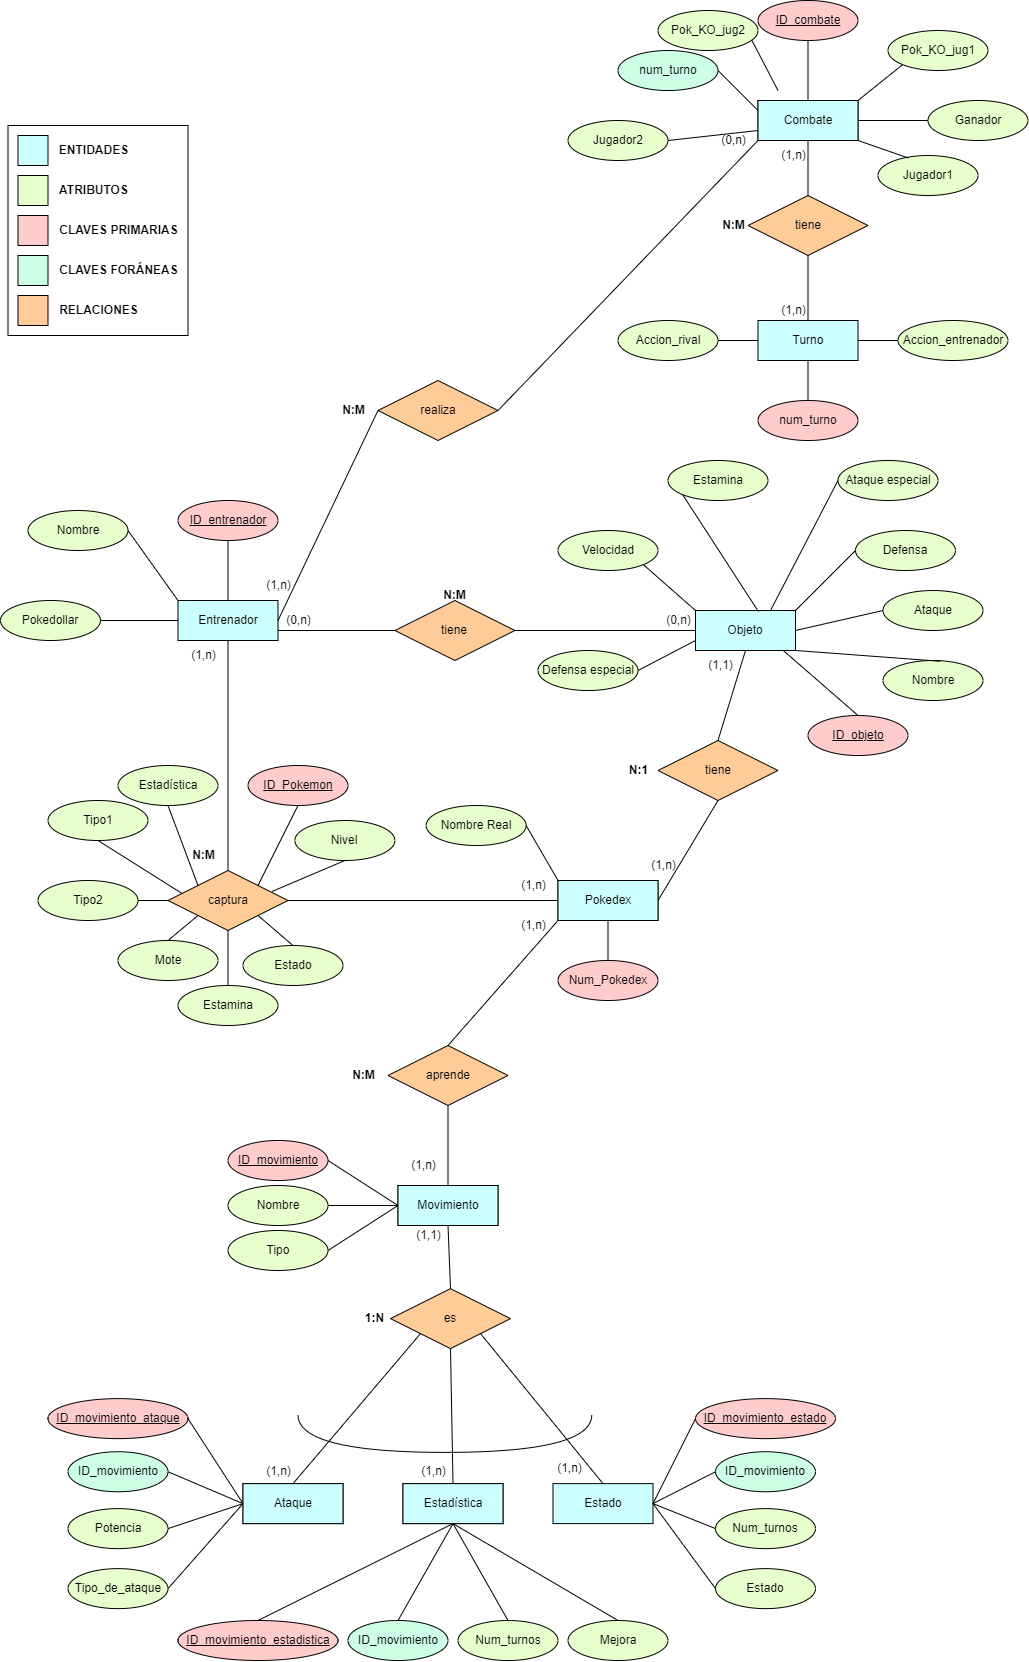 Pok_KO_jug2
ID_combate
Pok_KO_jug1
num_turno
Combate
Ganador
Jugador2
(0,n)
(1,n)
Jugador1
ENTIDADES
ATRIBUTOS
CLAVES PRIMARIAS
CLAVES FORÁNEAS
RELACIONES
N:M
tiene
(1,n)
Accion_rival
Turno
Accion_entrenador
num_turno
N:M
realiza
Estamina
Ataque especial
Nombre
ID_entrenador
Velocidad
Defensa
(1,n)
N:M
Pokedollar
Entrenador
(0,n)
tiene
(0,n)
Objeto
Ataque
(1,n)
Defensa especial
(1,1)
Nombre
ID_objeto
N:1
tiene
Estadística
ID_Pokemon
Tipo1
Nivel
Nombre Real
N:M
(1,n)
(1,n)
Tipo2
captura
Pokedex
(1,n)
Mote
Estado
Estamina
Num_Pokedex
N:M
aprende
ID_movimiento
(1,n)
Nombre
Movimiento
(1,1)
Tipo
1:N
es
ID_movimiento_ataque
ID_movimiento_estado
ID_movimiento
(1,n)
(1,n)
(1,n)
ID_movimiento
Ataque
Estadística
Estado
Potencia
Num_turnos
Tipo_de_ataque
Estado
ID_movimiento_estadistica
ID_movimiento
Num_turnos
Mejora